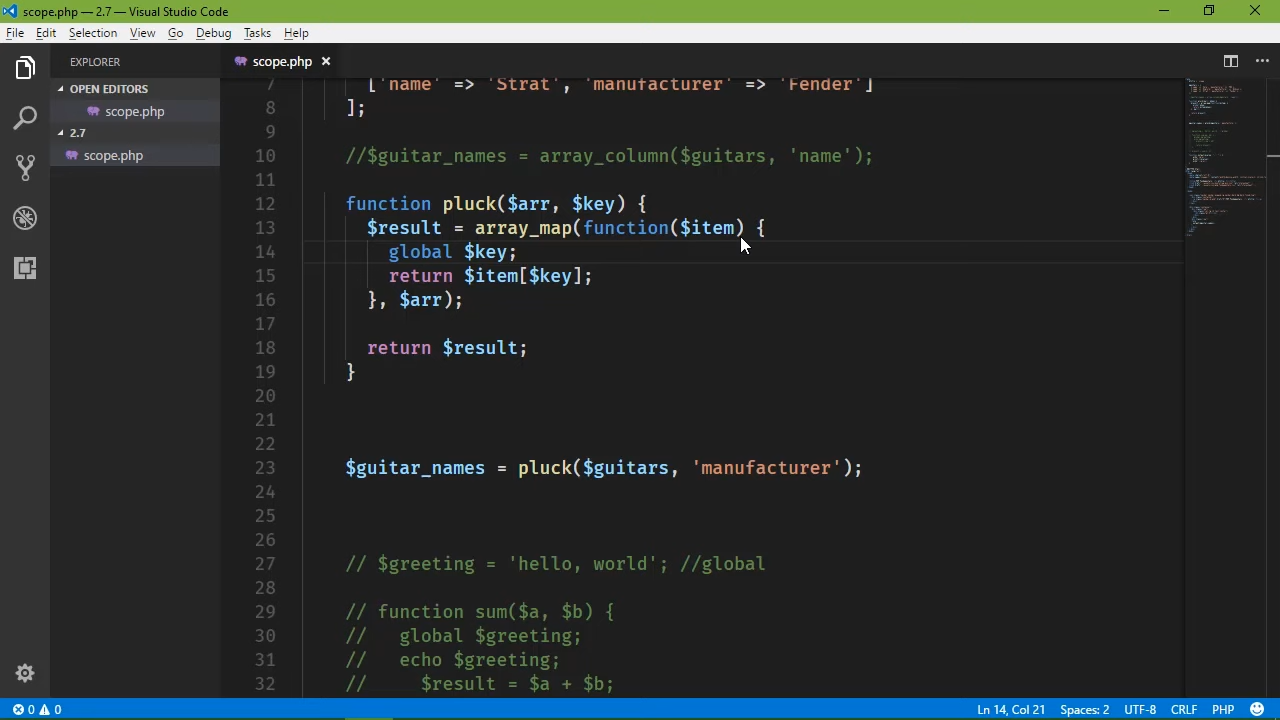 scope.php — 2.7 — Visual Studio Code
File Edit Selection View Go Debug Tasks Help
EXPLORER
OPEN EDITORS
scope.php
2.7
scope.php
scope.php
7 ['name' => 'Strat', 'manufacturer' => 'Fender']
8 ];
9
10 //$guitar_names = array_column($guitars, 'name');
11
12 function pluck($arr, $key) {
13 $result = array_map(function($item) {
14 global $key;
15 return $item[$key];
16 }, $arr);
17
18 return $result;
19 }
20
21
22
23 $guitar_names = pluck($guitars, 'manufacturer');
24
25
26
27 // $greeting = 'hello, world'; //global
28
29 // function sum($a, $b) {
30 // global $greeting;
31 // echo $greeting;
32 // $result = $a + $b;
0 0 Ln 14, Col 21 Spaces: 2 UTF-8 CRLF PHP